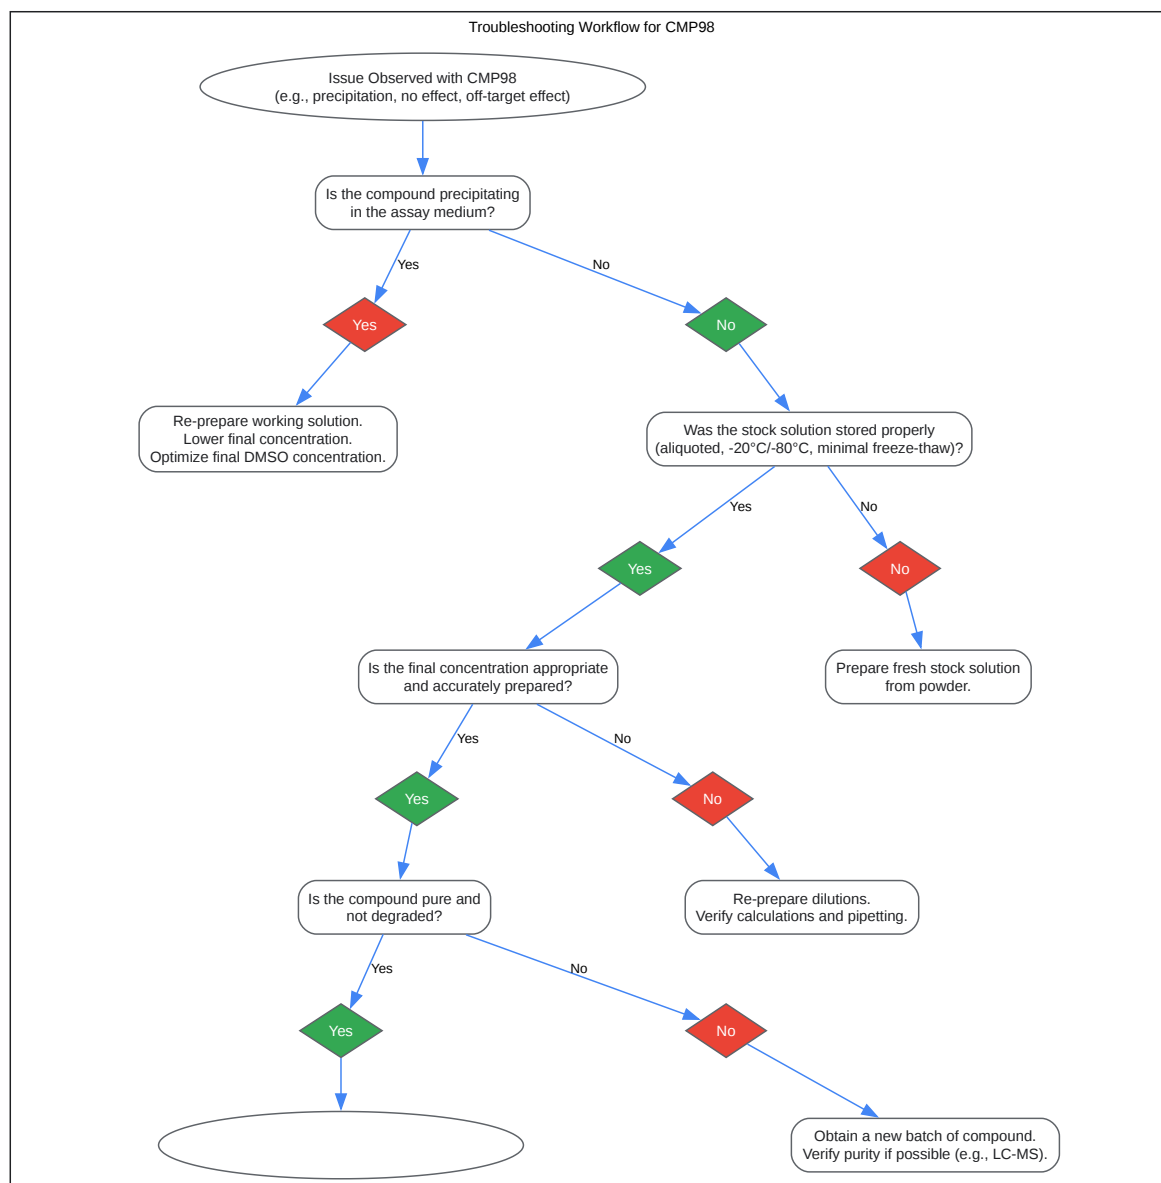 Troubleshooting Workflow for CMP98
Issue Observed with CMP98
(e.g., precipitation, no effect, off-target effect)
Is the compound precipitating
in the assay medium?
Yes
No
Yes
No
Re-prepare working solution.
Lower final concentration.
Optimize final DMSO concentration.
Was the stock solution stored properly
(aliquoted, -20°C/-80°C, minimal freeze-thaw)?
Yes
No
Yes
No
Is the final concentration appropriate
and accurately prepared?
Prepare fresh stock solution
from powder.
Yes
No
Yes
No
Is the compound pure and
not degraded?
Re-prepare dilutions.
Verify calculations and pipetting.
Yes
No
Yes
No
Obtain a new batch of compound.
Verify purity if possible (e.g., LC-MS).